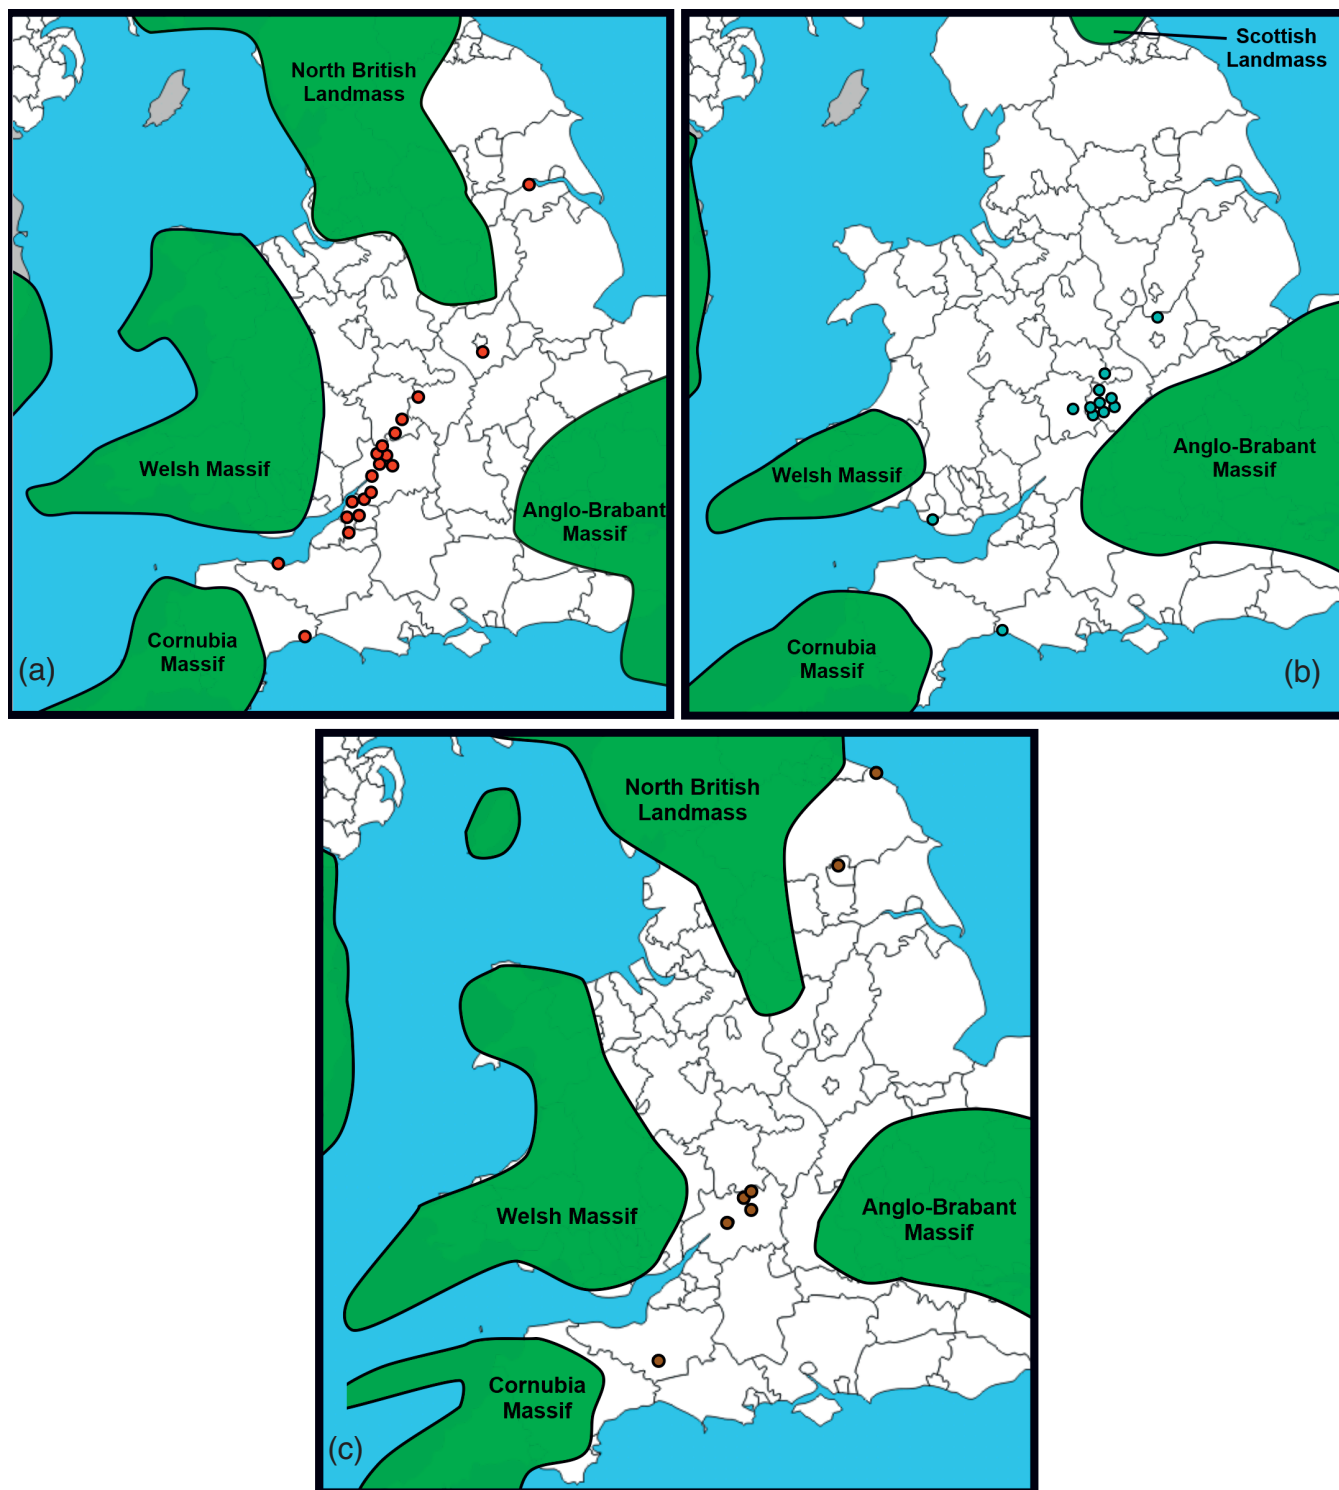 North British
Landmass
Welsh Massif
Anglo-Brabant
Massif
Cornubia
Massif
(a)
Scottish
Landmass
Anglo-Brabant
Massif
Welsh Massif
Cornubia
Massif
(b)
North British
Landmass
Welsh Massif
Anglo-Brabant
Massif
Cornubia
Massif
(c)